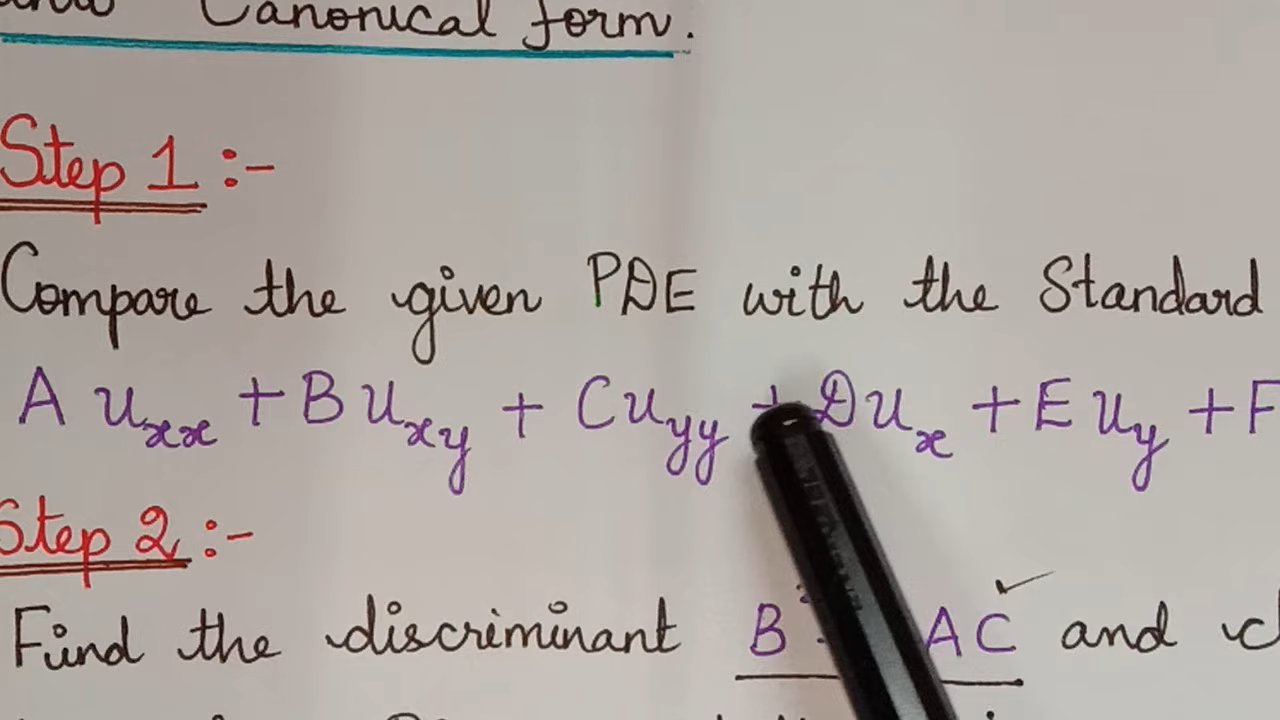 Canonical form.
Step 1 :-
Compare the given PDE with the Standard
A u_xx + B u_xy + C u_yy + D u_x + E u_y + F
Step 2 :-
Find the discriminant B² - AC and